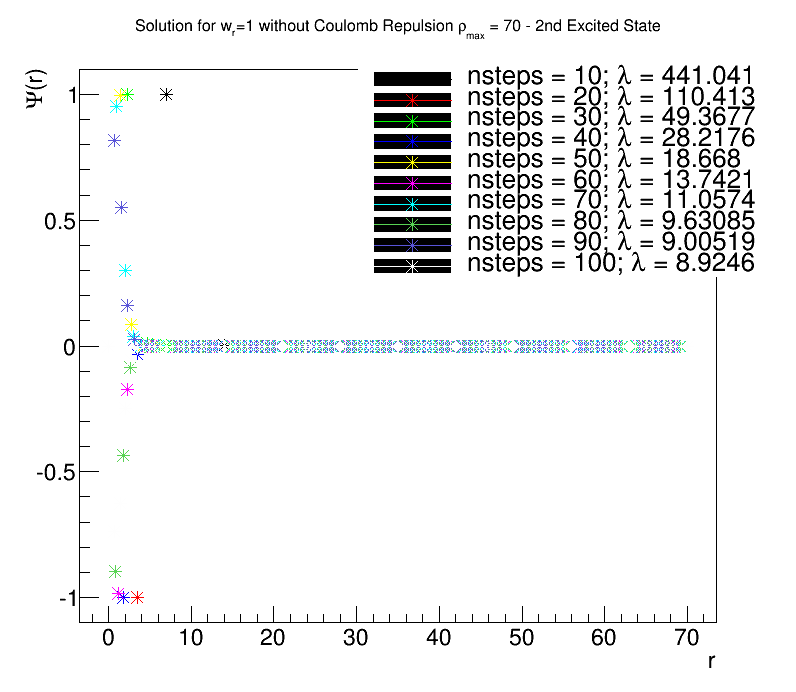 Solution for wr=1 without Coulomb Repulsion ρmax = 70 - 2nd Excited State
Ψ(r)
nsteps = 10; λ = 441.041
nsteps = 20; λ = 110.413
nsteps = 30; λ = 49.3677
nsteps = 40; λ = 28.2176
nsteps = 50; λ = 18.668
nsteps = 60; λ = 13.7421
nsteps = 70; λ = 11.0574
nsteps = 80; λ = 9.63085
nsteps = 90; λ = 9.00519
nsteps = 100; λ = 8.9246
1
0.5
0
-0.5
-1
0 10 20 30 40 50 60 70
r